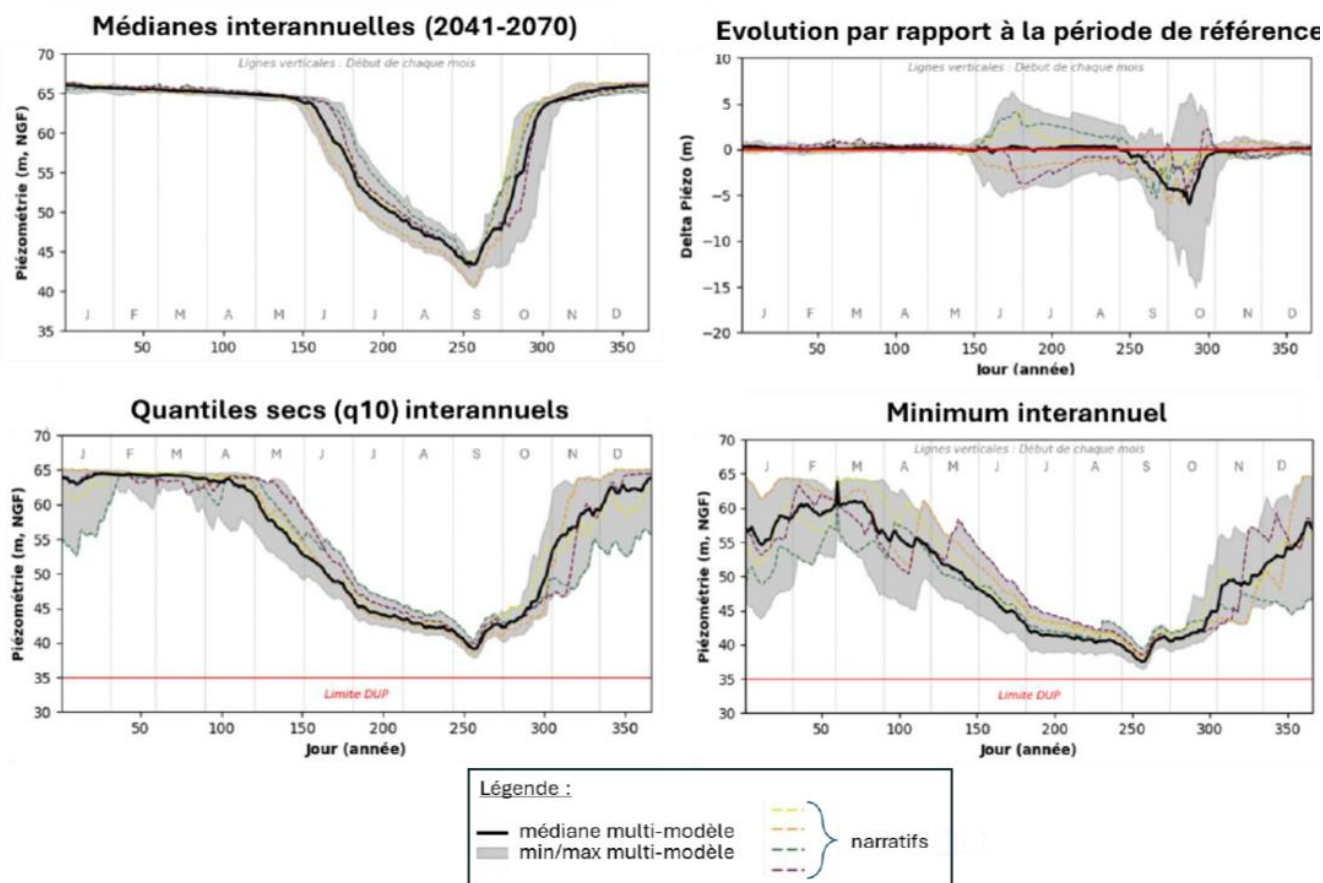 Médianes interannuelles (2041-2070)
Lignes verticales : Début de chaque mois
Piézométrie (m, NGF)
70
65
60
55
50
45
40
35
J F M A M J J A S O N D
50 100 150 200 250 300 350
Jour (année)
Evolution par rapport à la période de référence
Lignes verticales : Début de chaque mois
Delta Piézo (m)
10
5
0
−5
−10
−15
−20
J F M A M J J A S O N D
50 100 150 200 250 300 350
Jour (année)
Quantiles secs (q10) interannuels
Piézométrie (m, NGF)
70
65
60
55
50
45
40
35
30
J F M A M J J A S O N D
Limite DUP
50 100 150 200 250 300 350
Jour (année)
Minimum interannuel
Lignes verticales : Début de chaque mois
Piézométrie (m, NGF)
70
65
60
55
50
45
40
35
30
J F M A M J J A S O N D
Limite DUP
50 100 150 200 250 300 350
Jour (année)
Légende :
médiane multi-modèle
min/max multi-modèle
narratifs